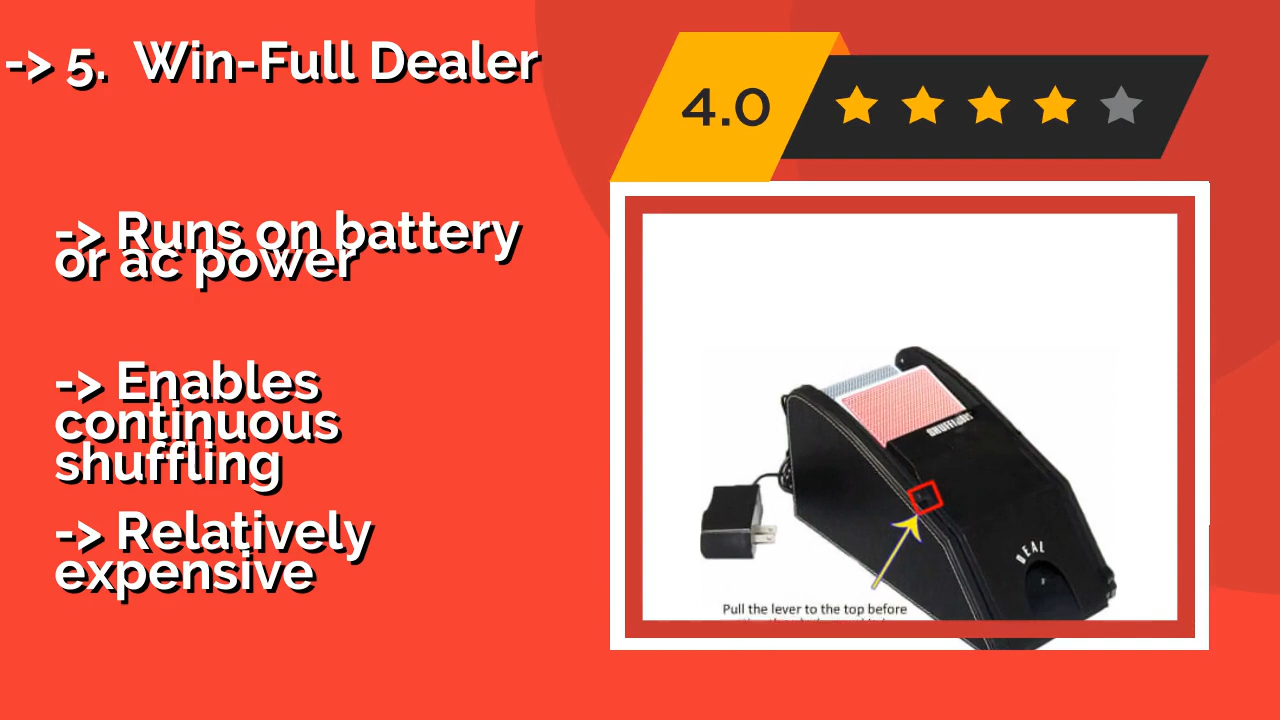 -> 5. Win-Full Dealer
4.0
-> Runs on battery
or ac power
-> Enables
continuous
shuffling
-> Relatively
expensive
DEAL
Pull the lever to the top before